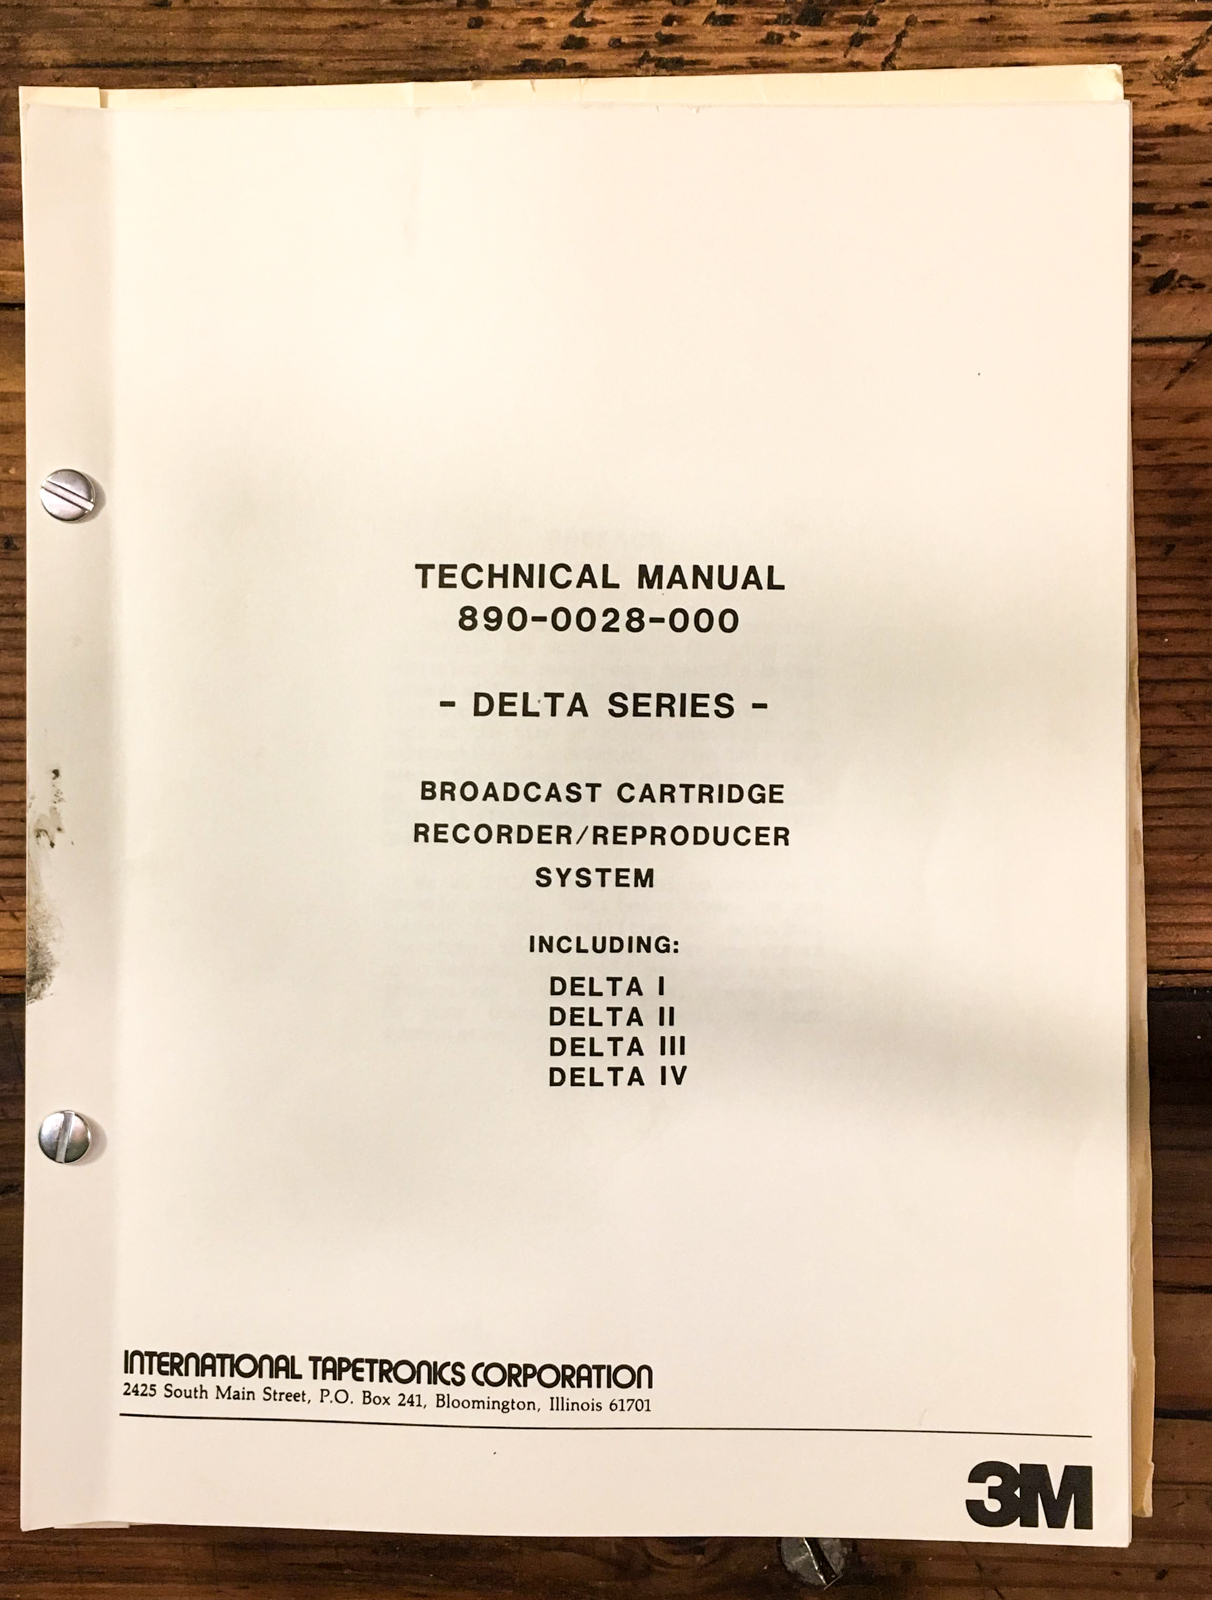 TECHNICAL MANUAL
890-0028-000
- DELTA SERIES -
BROADCAST CARTRIDGE
RECORDER/REPRODUCER
SYSTEM
INCLUDING:
DELTA I
DELTA II
DELTA III
DELTA IV
INTERNATIONAL TAPETRONICS CORPORATION
2425 South Main Street, P.O. Box 241, Bloomington, Illinois 61701
3M